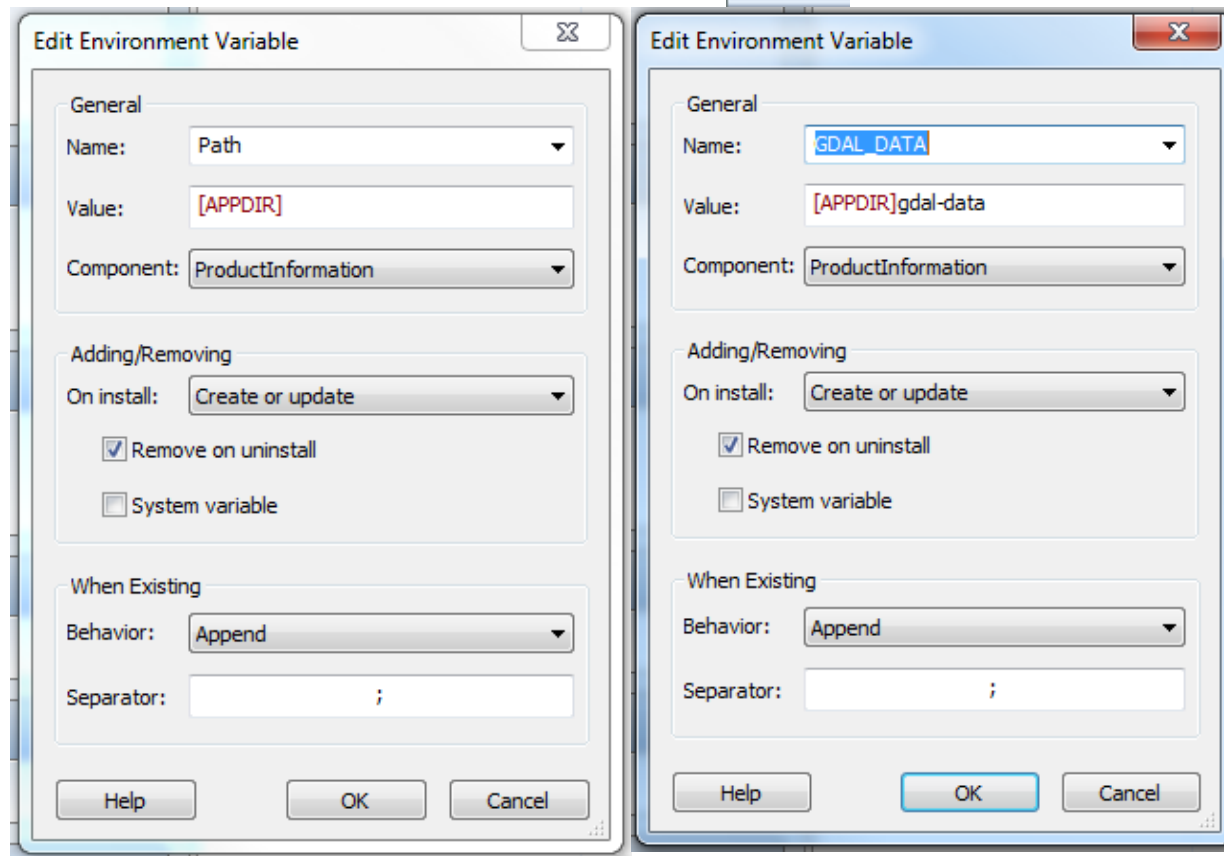 Edit Environment Variable
General
Name: Path
Value: [APPDIR]
Component: ProductInformation
Adding/Removing
On install: Create or update
Remove on uninstall
System variable
When Existing
Behavior: Append
Separator: ;
Help OK Cancel
Edit Environment Variable
General
Name: GDAL_DATA
Value: [APPDIR]gdal-data
Component: ProductInformation
Adding/Removing
On install: Create or update
Remove on uninstall
System variable
When Existing
Behavior: Append
Separator: ;
Help OK Cancel